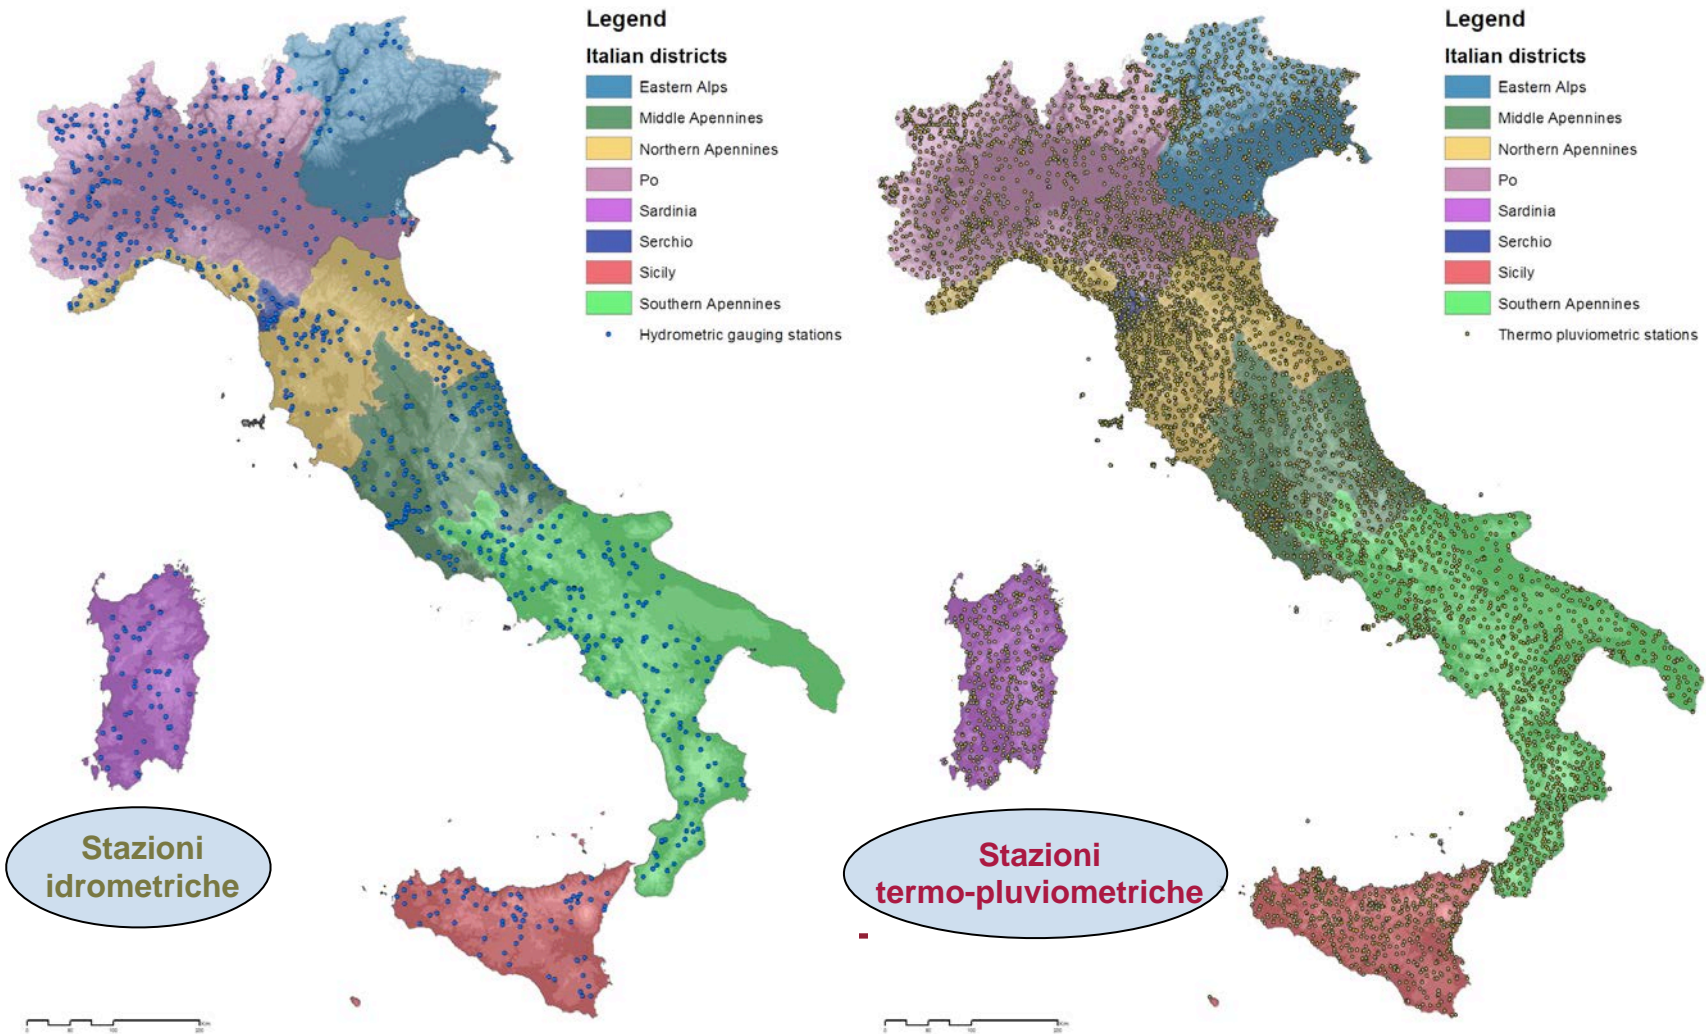 Legend
Italian districts
Eastern Alps
Middle Apennines
Northern Apennines
Po
Sardinia
Serchio
Sicily
Southern Apennines
Hydrometric gauging stations
Stazioni
idrometriche
Legend
Italian districts
Eastern Alps
Middle Apennines
Northern Apennines
Po
Sardinia
Serchio
Sicily
Southern Apennines
Thermo pluviometric stations
Stazioni
termo-pluviometriche
-